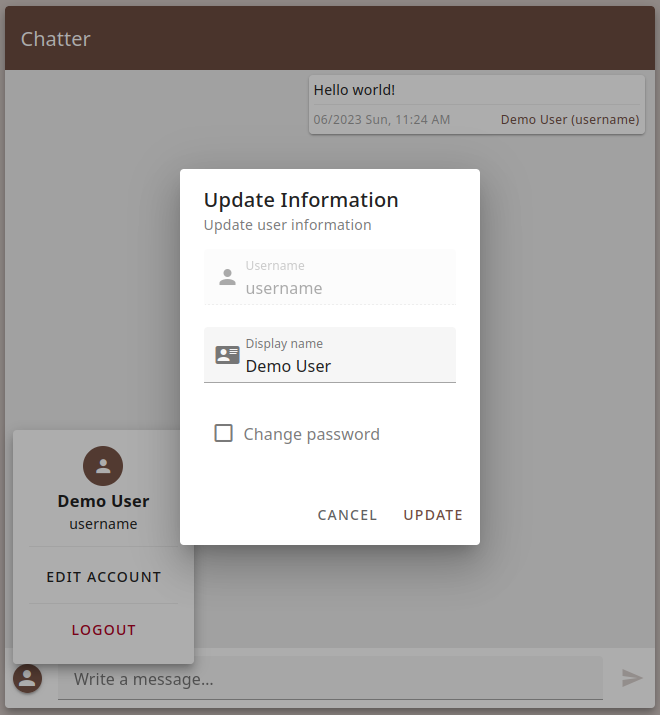 Chatter
Hello world!
06/2023 Sun, 11:24 AM Demo User (username)
Update Information
Update user information
Username
username
Display name
Demo User
Change password
CANCEL UPDATE
Demo User
username
EDIT ACCOUNT
LOGOUT
Write a message...